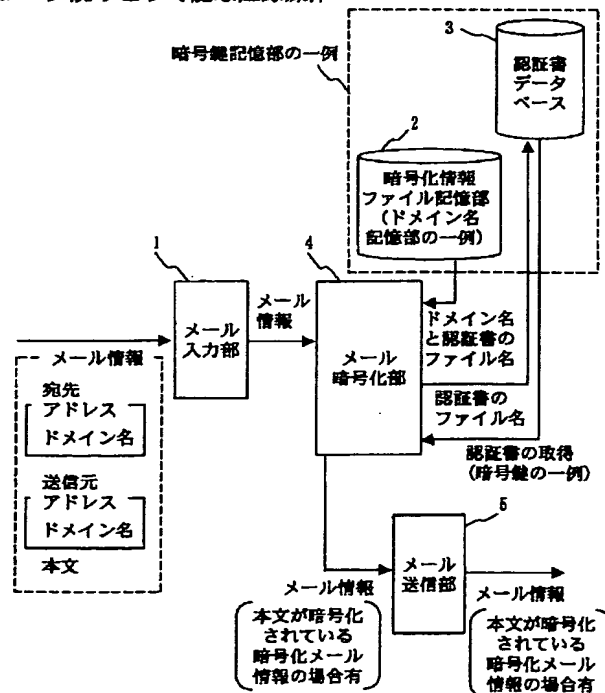 暗号鍵記憶部の一例
3
認証書
データ
ベース
2
暗号化情報
ファイル記憶部
(ドメイン名
記憶部の一例)
1
メール
入力部
メール
情報
4
メール
暗号化部
ドメイン名
と認証書の
ファイル名
認証書の
ファイル名
認証書の取得
(暗号鍵の一例)
メール情報
宛先
アドレス
ドメイン名
送信元
アドレス
ドメイン名
本文
5
メール
送信部
メール情報
本文が暗号化
されている
暗号化メール
情報の場合有
メール情報
本文が暗号化
されている
暗号化メール
情報の場合有